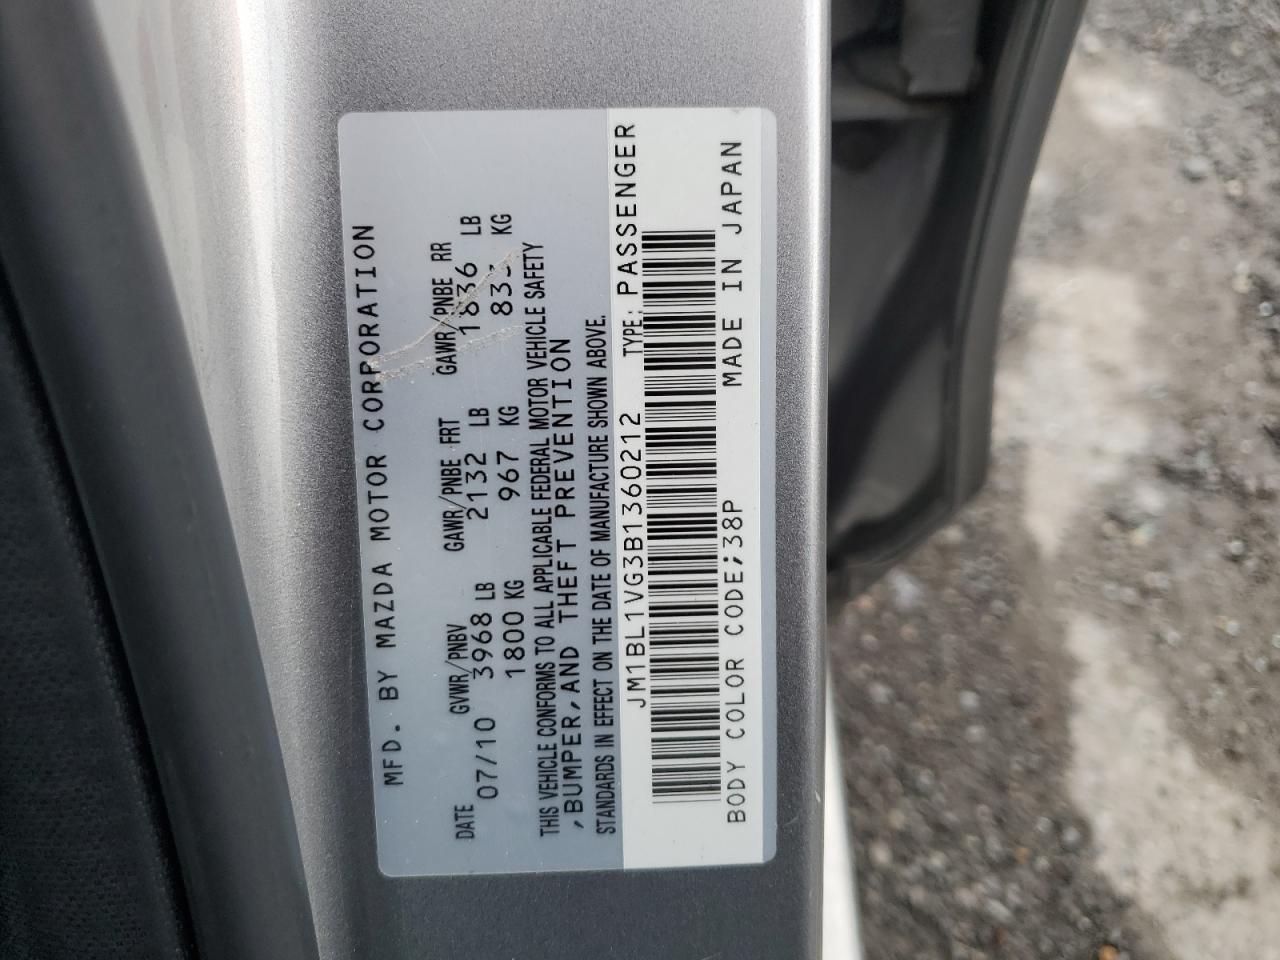 MFD. BY MAZDA MOTOR CORPORATION
DATE GVWR/PNBV GAWR/PNBE FRT GAWR/PNBE RR
07/10 3968 LB 2132 LB 1836 LB
1800 KG 967 KG KG
THIS VEHICLE CONFORMS TO ALL APPLICABLE FEDERAL MOTOR VEHICLE SAFETY
,BUMPER,AND THEFT PREVENTION
STANDARDS IN EFFECT ON THE DATE OF MANUFACTURE SHOWN ABOVE.
JM1BL1VG3B1360212 TYPE: PASSENGER
BODY COLOR CODE;38P MADE IN JAPAN